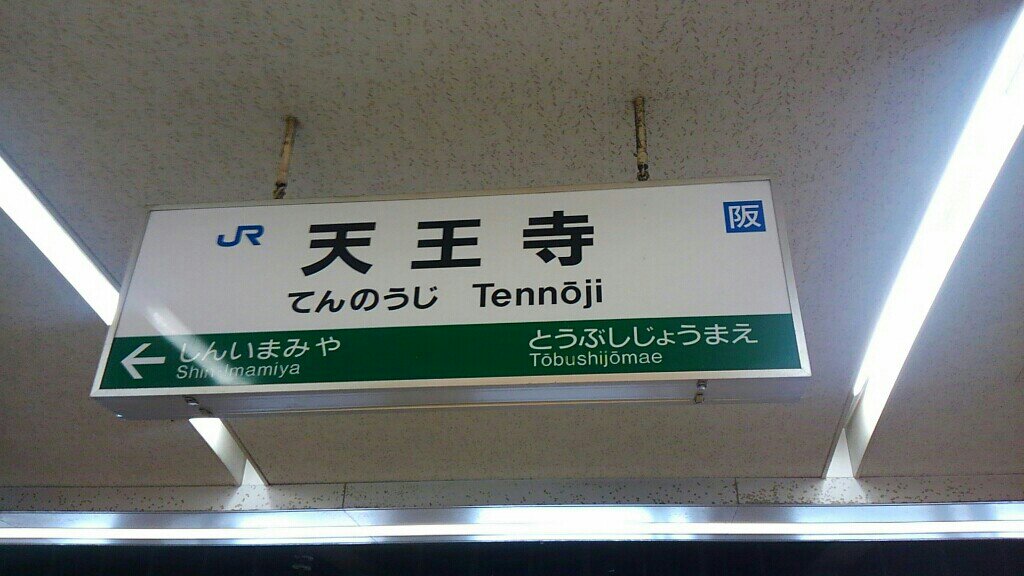 JR 天王寺 阪
てんのうじ Tennōji
しんいまみや とうぶしじょうまえ
Shin-Imamiya Tōbushijōmae